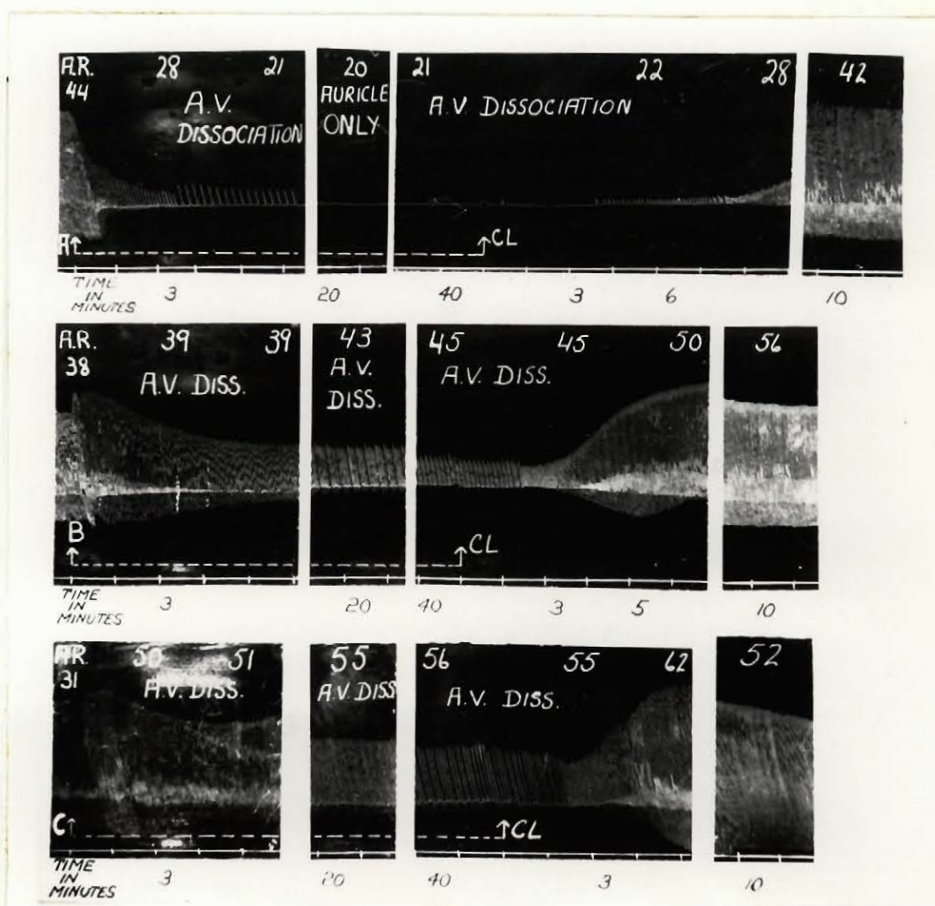 A.R. 28 21 20 21 22 28 42
44 A.V. AURICLE A.V DISSOCIATION
DISSOCIATION ONLY
A CL
TIME IN MINUTES 3 20 40 3 6 10
A.R. 39 39 43 45 45 50 56
38 A.V. DISS. A.V. DISS. A.V. DISS.
B CL
TIME IN MINUTES 3 20 40 3 5 10
A.R. 50 51 55 56 55 62 52
31 A.V. DISS. A.V. DISS A.V. DISS.
C CL
TIME IN MINUTES 3 20 40 3 10